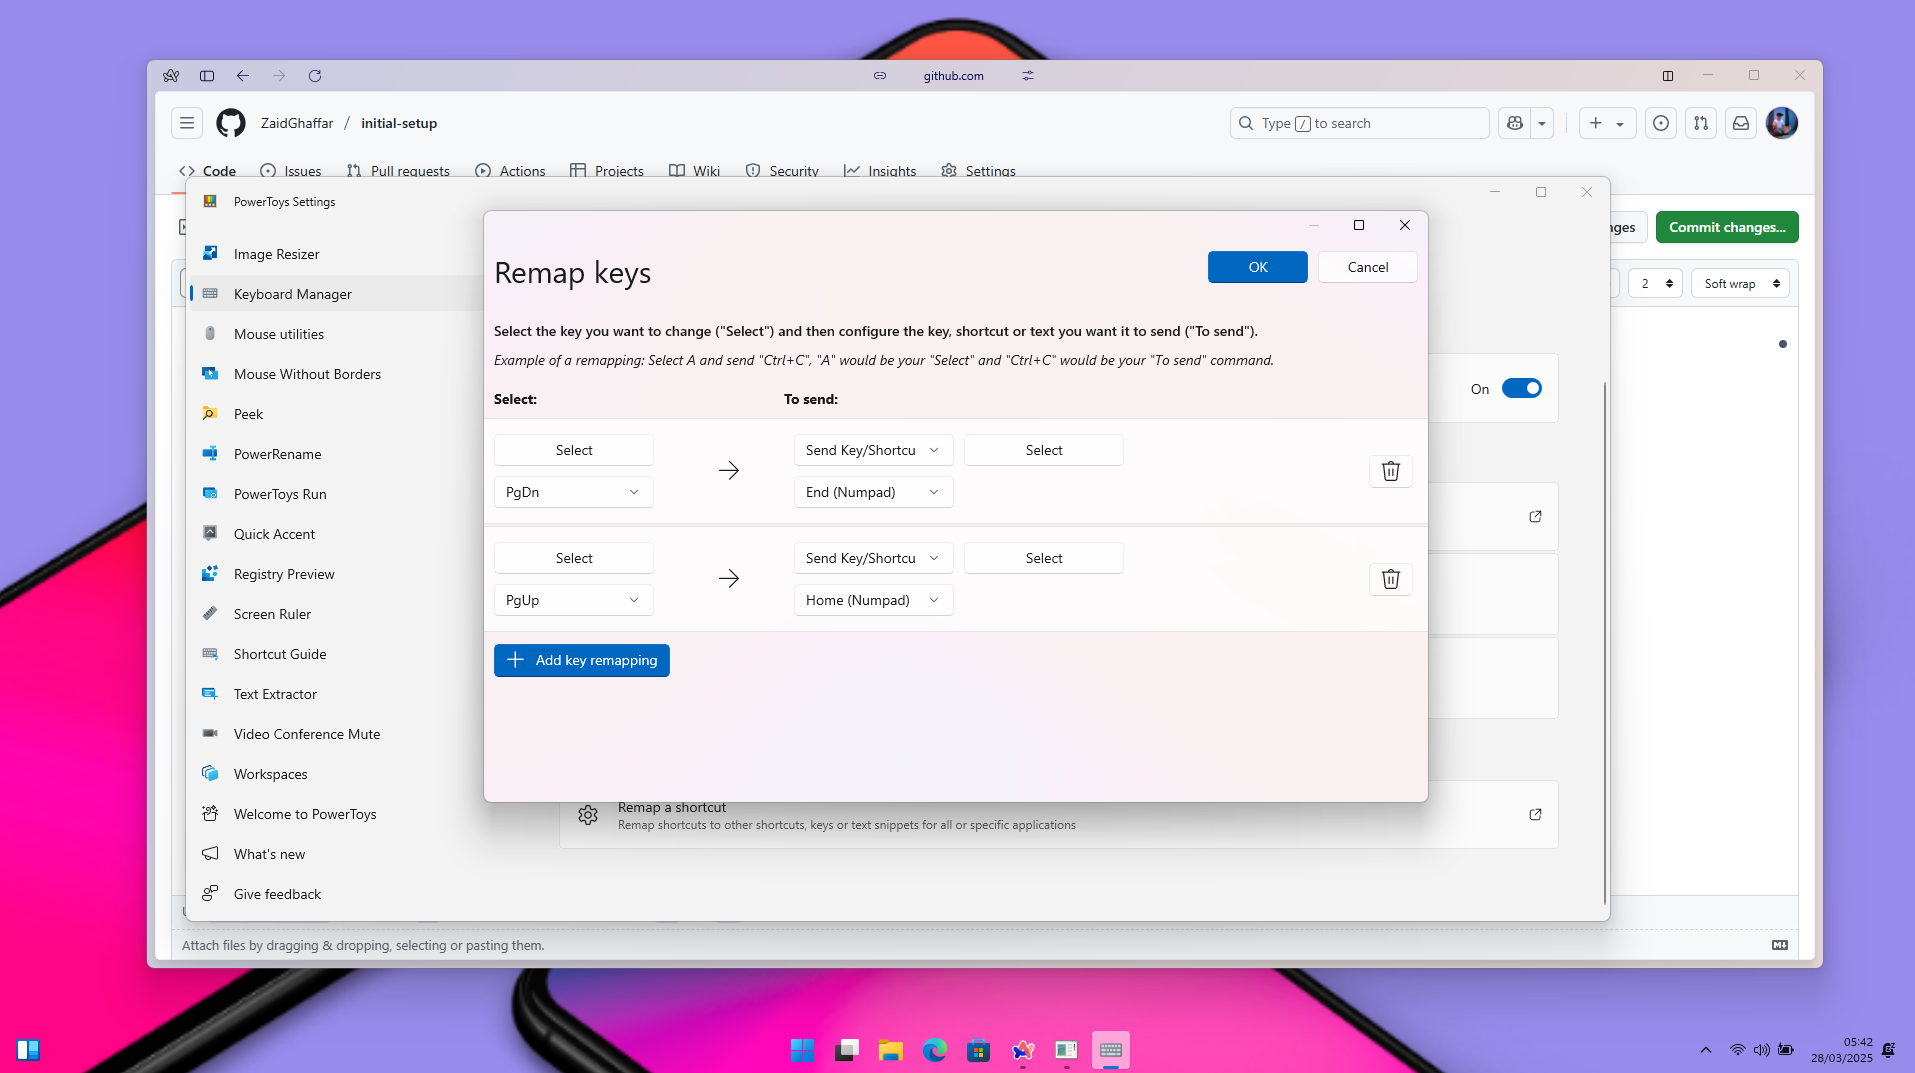 github.com
ZaidGhaffar / initial-setup
Type / to search
Code Issues Pull requests Actions Projects Wiki Security Insights Settings
PowerToys Settings
Commit changes...
Image Resizer
Keyboard Manager
Mouse utilities
Mouse Without Borders
Peek
PowerRename
PowerToys Run
Quick Accent
Registry Preview
Screen Ruler
Shortcut Guide
Text Extractor
Video Conference Mute
Workspaces
Welcome to PowerToys
What's new
Give feedback
Remap keys
OK
Cancel
Select the key you want to change ("Select") and then configure the key, shortcut or text you want it to send ("To send").
Example of a remapping: Select A and send "Ctrl+C", "A" would be your "Select" and "Ctrl+C" would be your "To send" command.
Select: To send:
Select Send Key/Shortcu Select
PgDn End (Numpad)
Select Send Key/Shortcu Select
PgUp Home (Numpad)
Add key remapping
2 Soft wrap
On
Remap a shortcut
Remap shortcuts to other shortcuts, keys or text snippets for all or specific applications
Attach files by dragging & dropping, selecting or pasting them.
05:42
28/03/2025